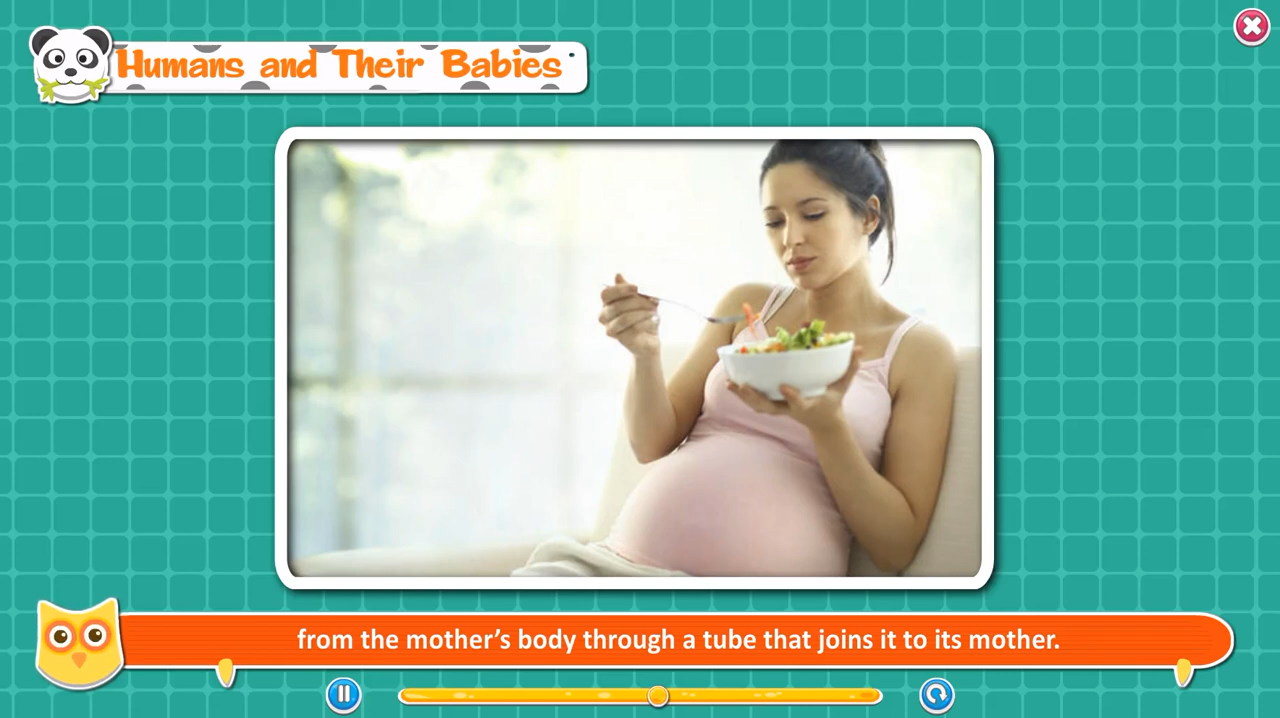 Humans and Their Babies
from the mother's body through a tube that joins it to its mother.